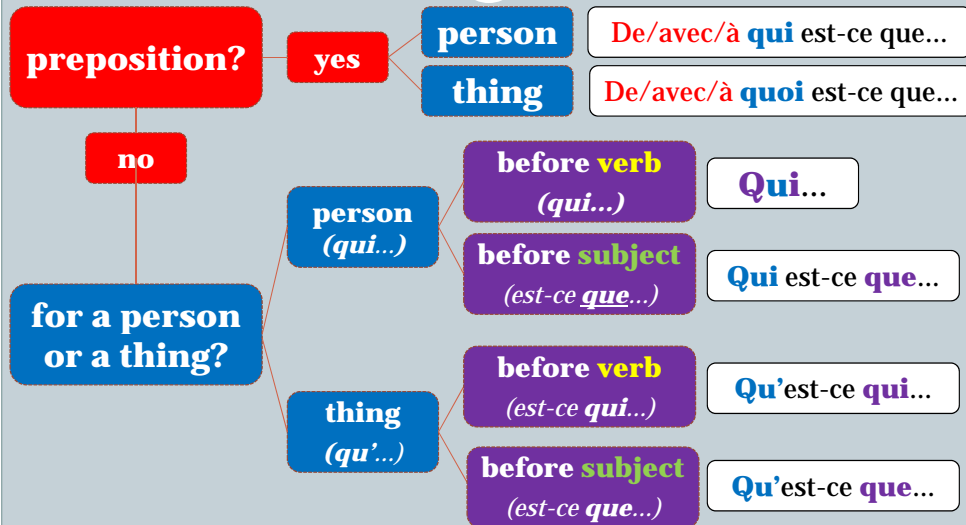 preposition?
yes
person
De/avec/à qui est-ce que...
thing
De/avec/à quoi est-ce que...
no
for a person
or a thing?
person
(qui...)
before verb
(qui...)
Qui...
before subject
(est-ce que...)
Qui est-ce que...
thing
(qu'...)
before verb
(est-ce qui...)
Qu'est-ce qui...
before subject
(est-ce que...)
Qu'est-ce que...